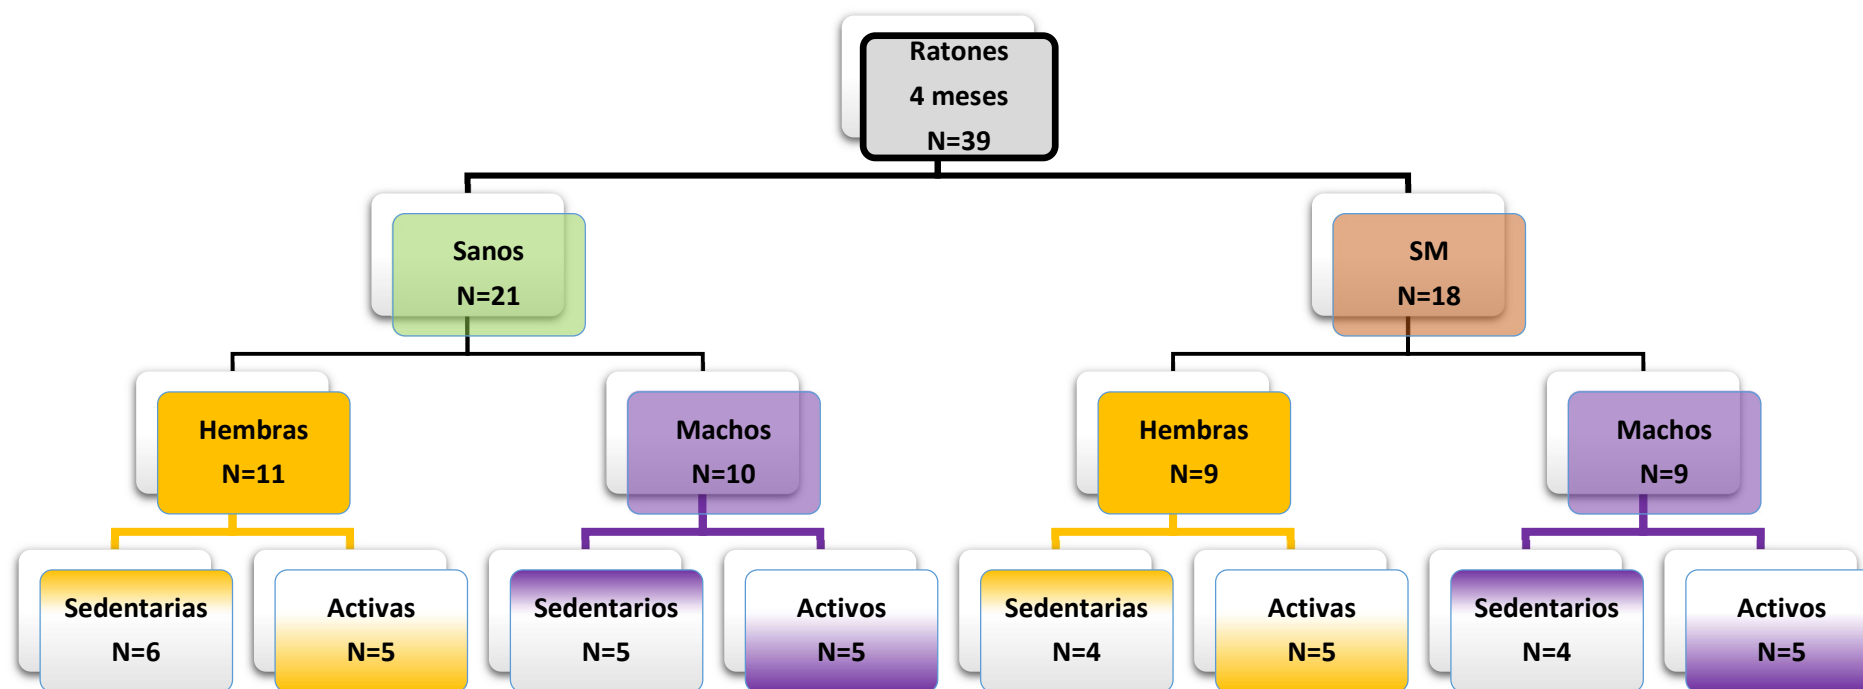 Ratones
4 meses
N=39
Sanos
N=21
SM
N=18
Hembras
N=11
Machos
N=10
Hembras
N=9
Machos
N=9
Sedentarias
N=6
Activas
N=5
Sedentarios
N=5
Activos
N=5
Sedentarias
N=4
Activas
N=5
Sedentarios
N=4
Activos
N=5